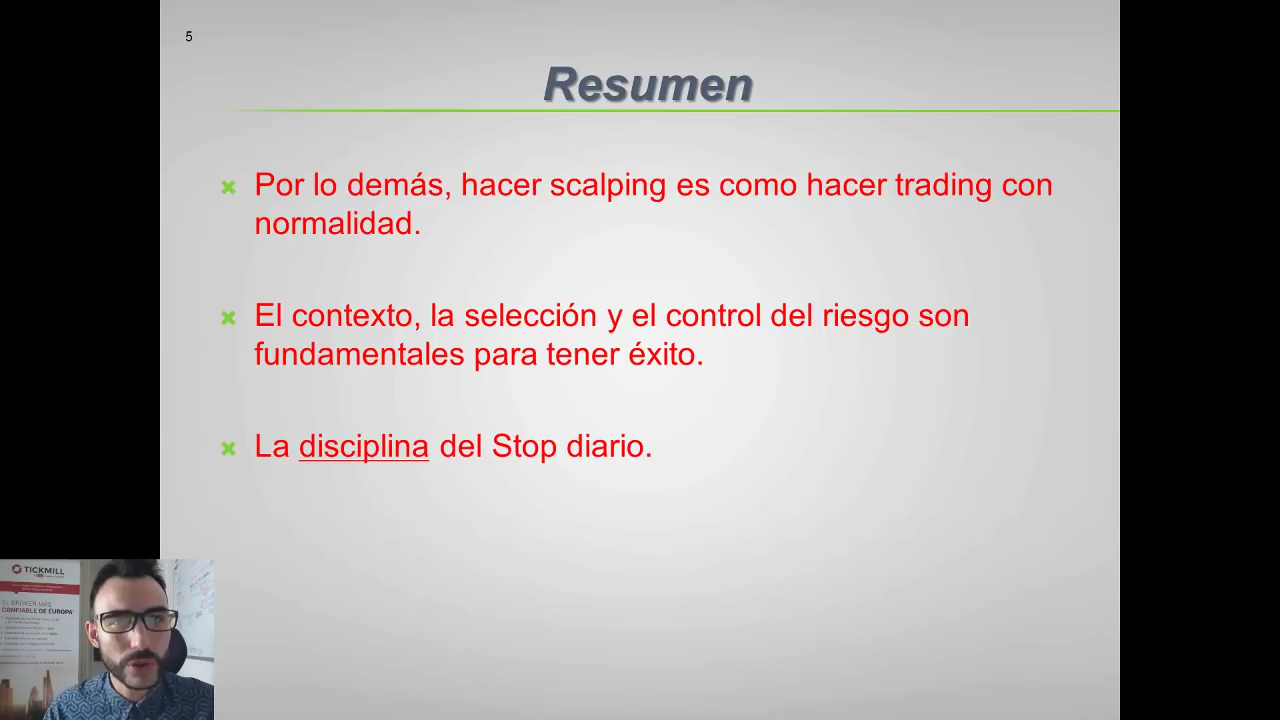 5
Resumen
Por lo demás, hacer scalping es como hacer trading con
normalidad.
El contexto, la selección y el control del riesgo son
fundamentales para tener éxito.
La disciplina del Stop diario.
TICKMILL
EL BROKER MÁS
CONFIABLE DE EUROPA